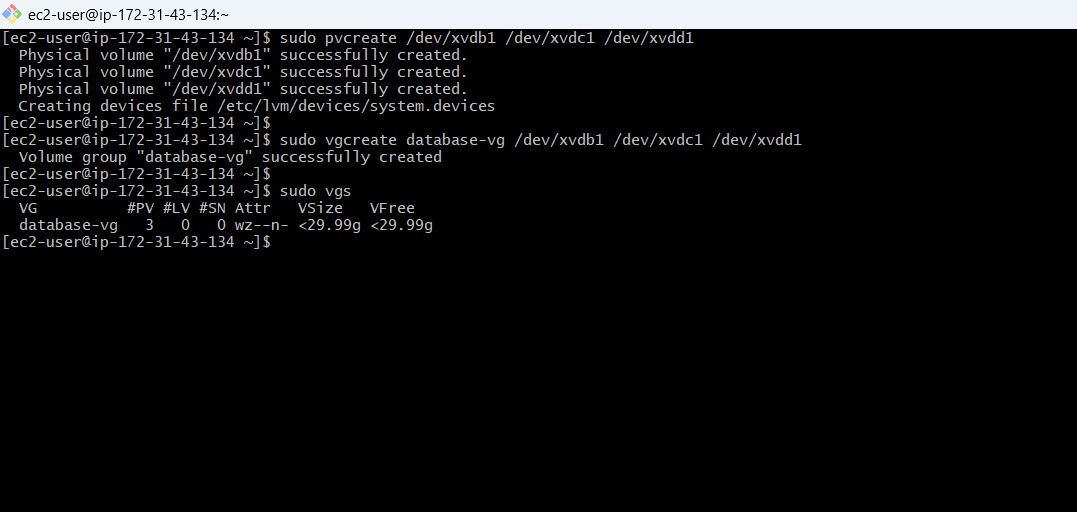 ec2-user@ip-172-31-43-134:~
[ec2-user@ip-172-31-43-134 ~]$ sudo pvcreate /dev/xvdb1 /dev/xvdc1 /dev/xvdd1
  Physical volume "/dev/xvdb1" successfully created.
  Physical volume "/dev/xvdc1" successfully created.
  Physical volume "/dev/xvdd1" successfully created.
  Creating devices file /etc/lvm/devices/system.devices
[ec2-user@ip-172-31-43-134 ~]$
[ec2-user@ip-172-31-43-134 ~]$ sudo vgcreate database-vg /dev/xvdb1 /dev/xvdc1 /dev/xvdd1
  Volume group "database-vg" successfully created
[ec2-user@ip-172-31-43-134 ~]$
[ec2-user@ip-172-31-43-134 ~]$ sudo vgs
  VG          #PV #LV #SN Attr   VSize   VFree
  database-vg   3   0   0 wz--n- <29.99g <29.99g
[ec2-user@ip-172-31-43-134 ~]$